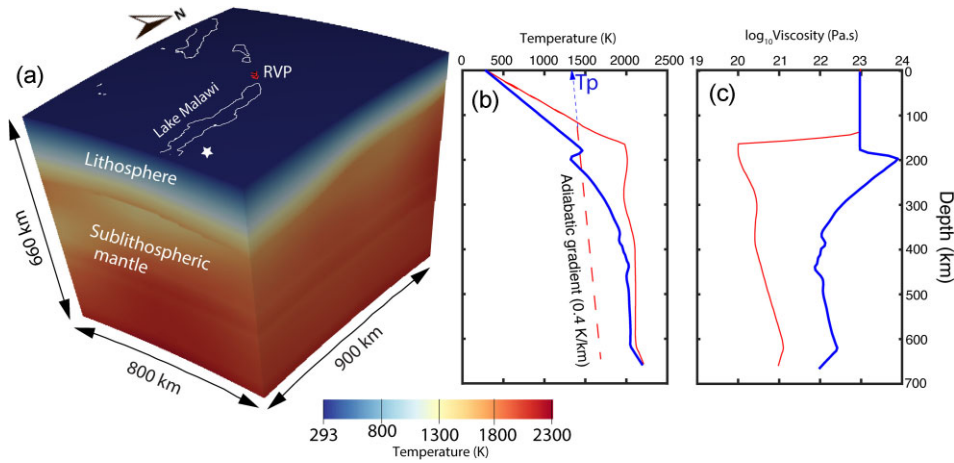 (a)
N
RVP
Lake Malawi
Lithosphere
Sublithospheric
mantle
660 km
800 km
900 km
293 800 1300 1800 2300
Temperature (K)
Temperature (K)
0 500 1000 1500 2000 2500
(b)
Tp
Adiabatic gradient (0.4 K/km)
log10Viscosity (Pa.s)
19 20 21 22 23 24
(c)
0
100
200
300
400
500
600
700
Depth (km)